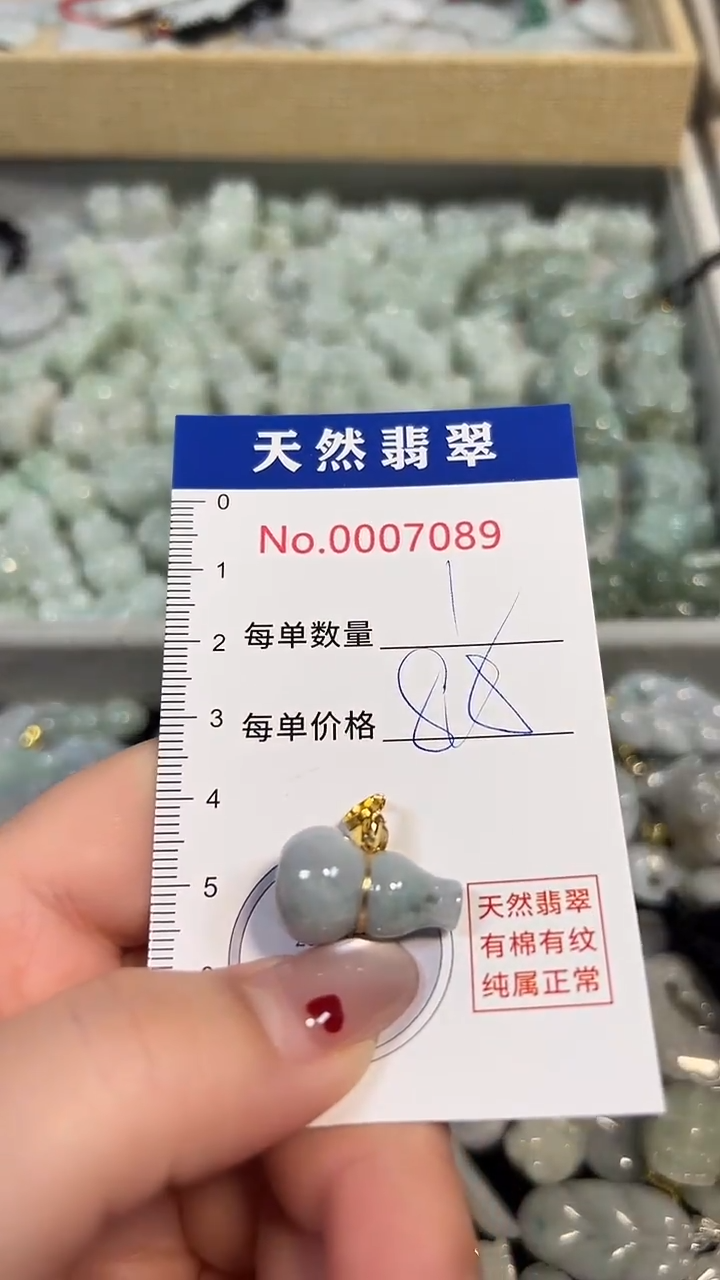 天然翡翠
No.0007089
0
1
每单数量 1
2
3
每单价格 88
4
5
天然翡翠
有棉有纹
纯属正常